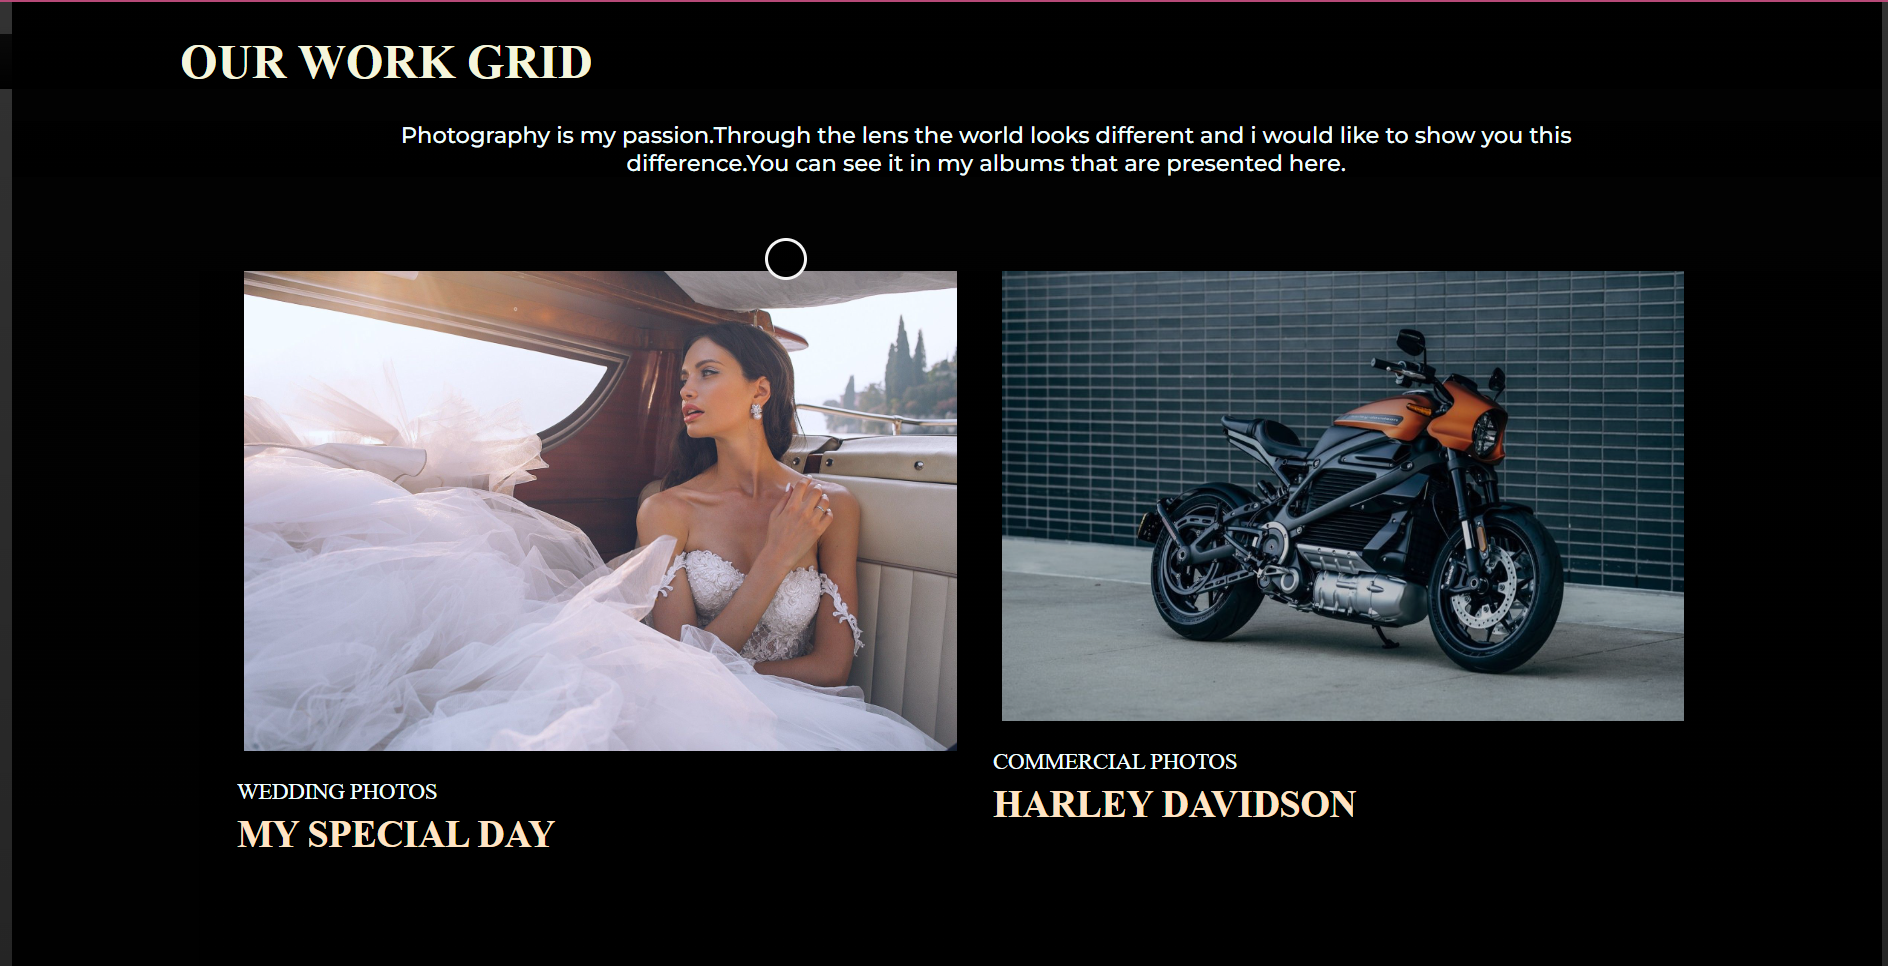 OUR WORK GRID
Photography is my passion.Through the lens the world looks different and i would like to show you this
difference.You can see it in my albums that are presented here.
WEDDING PHOTOS
MY SPECIAL DAY
COMMERCIAL PHOTOS
HARLEY DAVIDSON